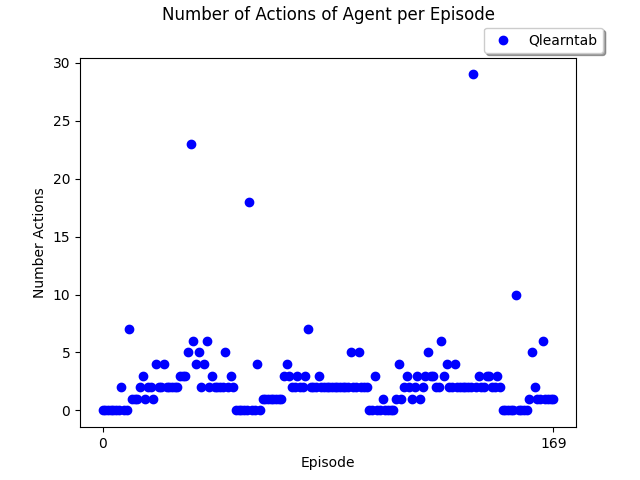 Number of Actions of Agent per Episode
Qlearntab
30
25
20
15
10
5
0
Number Actions
0
169
Episode